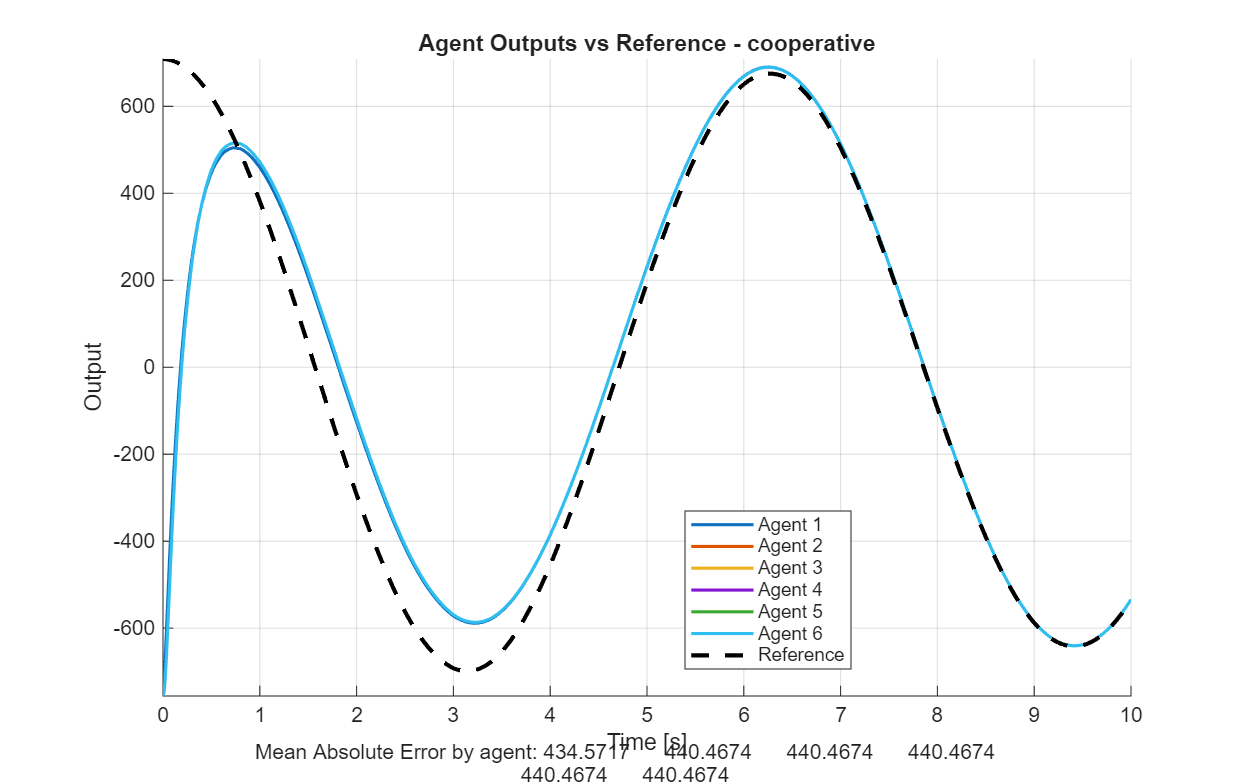 Agent Outputs vs Reference - cooperative
600
400
200
0
-200
-400
-600
Output
Agent 1
Agent 2
Agent 3
Agent 4
Agent 5
Agent 6
Reference
0 1 2 3 4 5 6 7 8 9 10
Time [s]
Mean Absolute Error by agent: 434.5717 440.4674 440.4674 440.4674
440.4674 440.4674